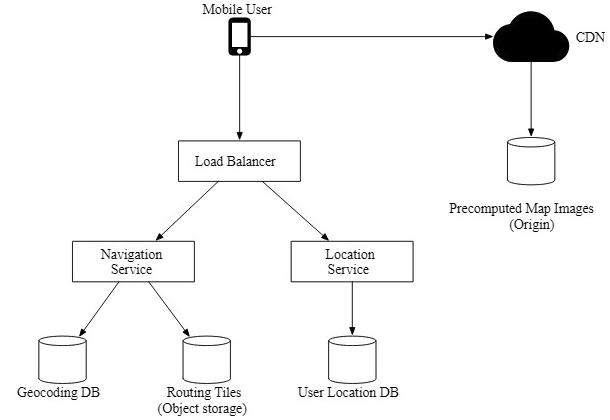 Mobile User
CDN
Load Balancer
Precomputed Map Images
(Origin)
Navigation
Service
Location
Service
Geocoding DB
Routing Tiles
(Object storage)
User Location DB